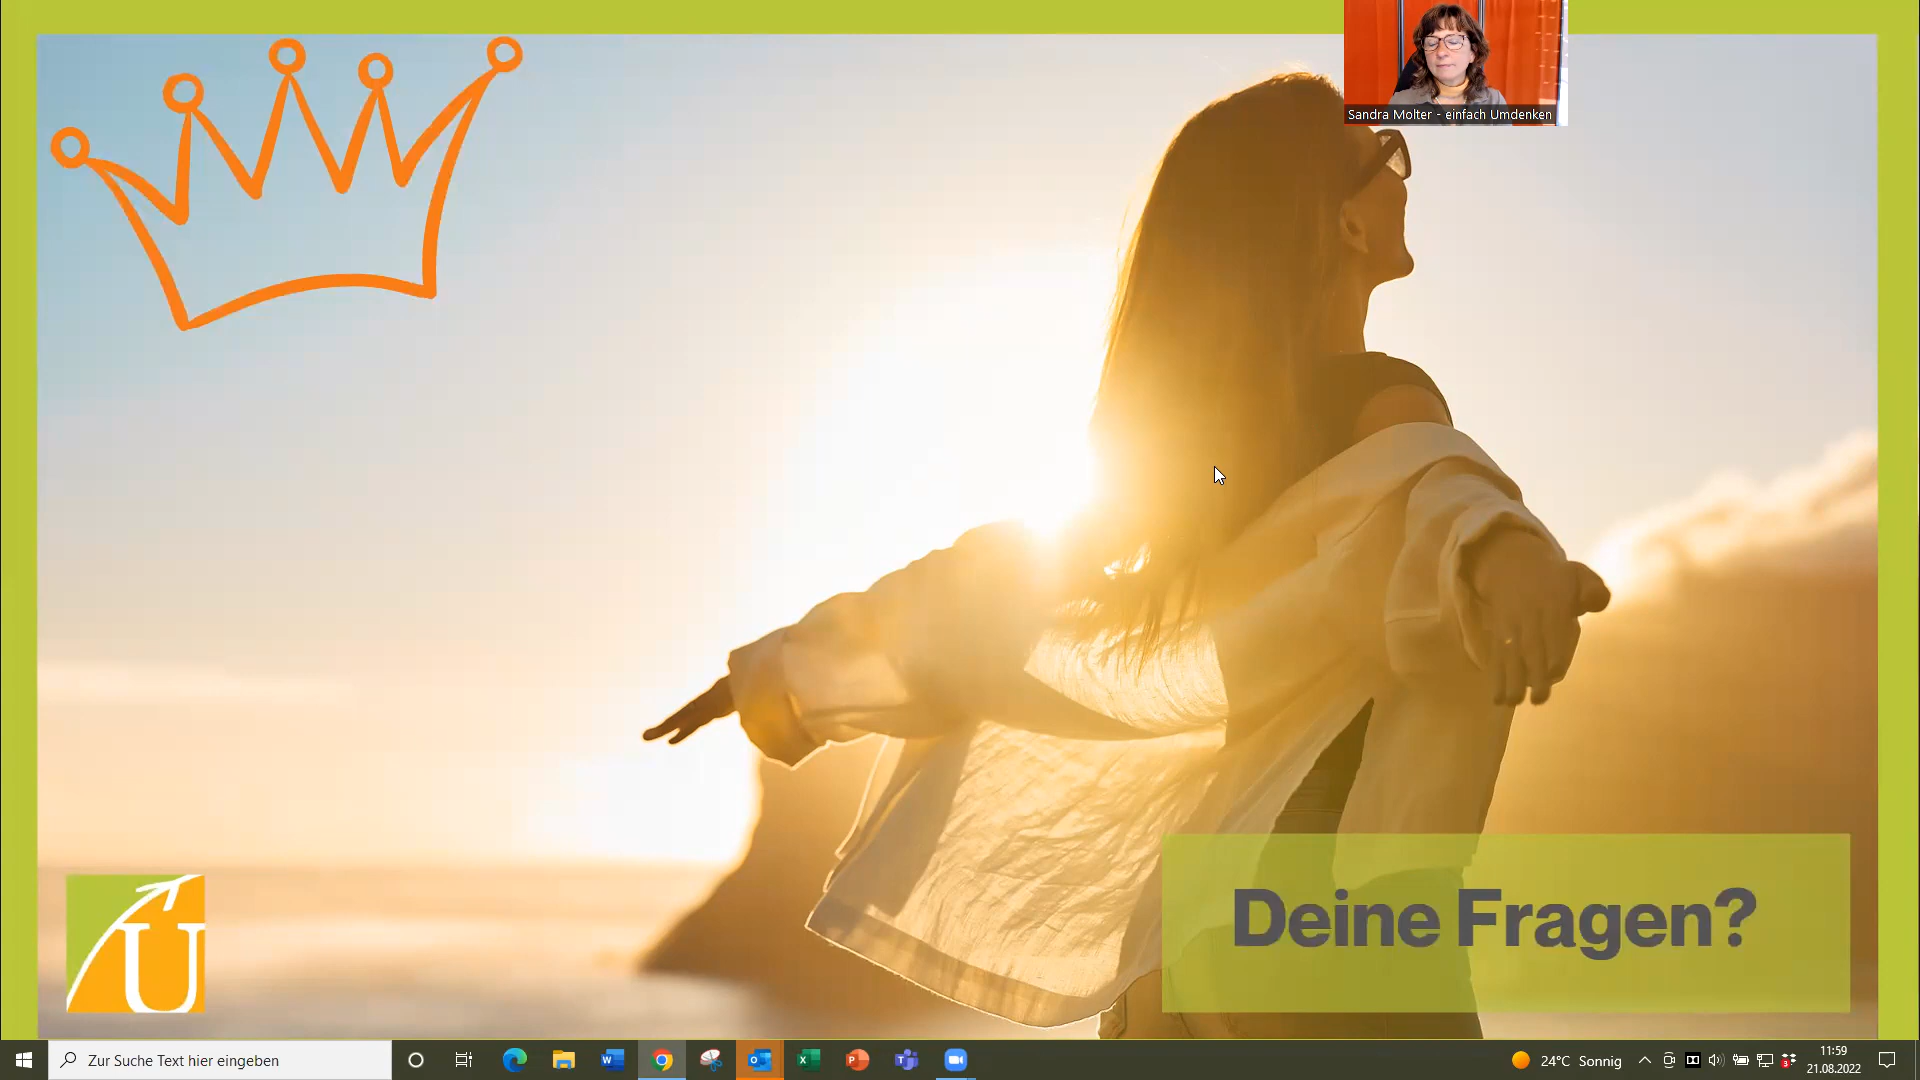 Sandra Molter - einfach Umdenken
Deine Fragen?
U
Zur Suche Text hier eingeben
24°C Sonnig
11:59
21.08.2022